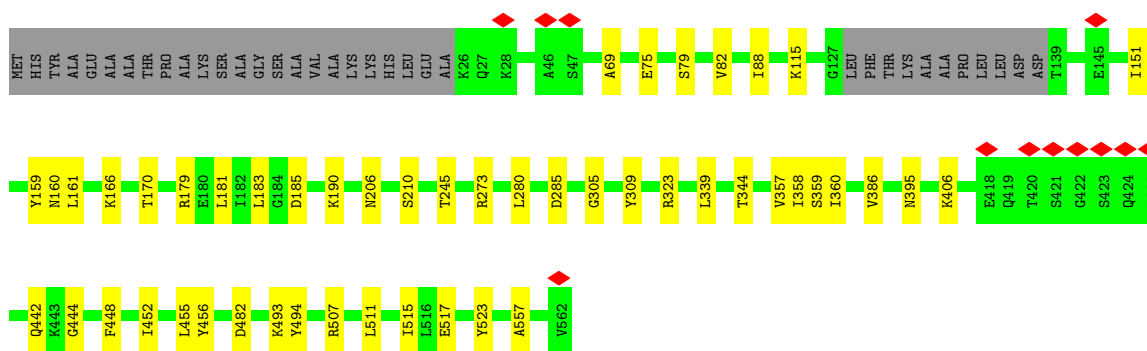 MET HIS TYR ALA GLU ALA ALA THR PRO ALA LYS SER ALA GLY SER ALA VAL ALA LYS LYS HIS LEU GLU ALA K26 Q27 K28 A46 S47 A69 E75 S79 V82 I88 K115 G127 LEU PHE THR LYS ALA ALA PRO LEU LEU ASP ASP T139 E145 I151
Y159 N160 L161 K166 T170 R179 E180 L181 I182 L183 G184 D185 K190 N206 S210 T245 R273 L280 D285 G305 Y309 R323 L339 T344 V357 I358 S359 I360 V386 N395 K406 E418 Q419 T420 S421 G422 S423 Q424
Q442 K443 G444 F448 I452 L455 Y456 D482 K493 Y494 R507 L511 I515 L516 E517 Y523 A557 V562